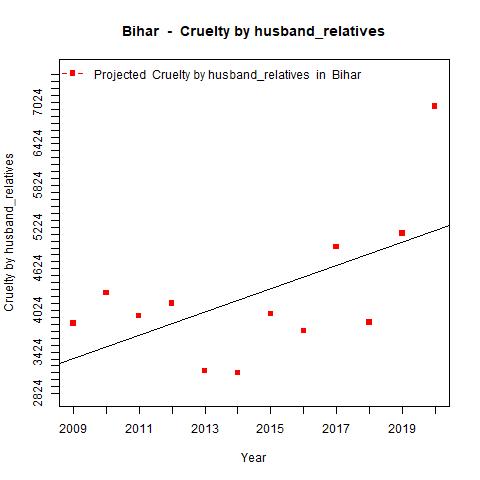 Bihar - Cruelty by husband_relatives
Projected Cruelty by husband_relatives in Bihar
Cruelty by husband_relatives
7024
6424
5824
5224
4624
4024
3424
2824
2009 2011 2013 2015 2017 2019
Year